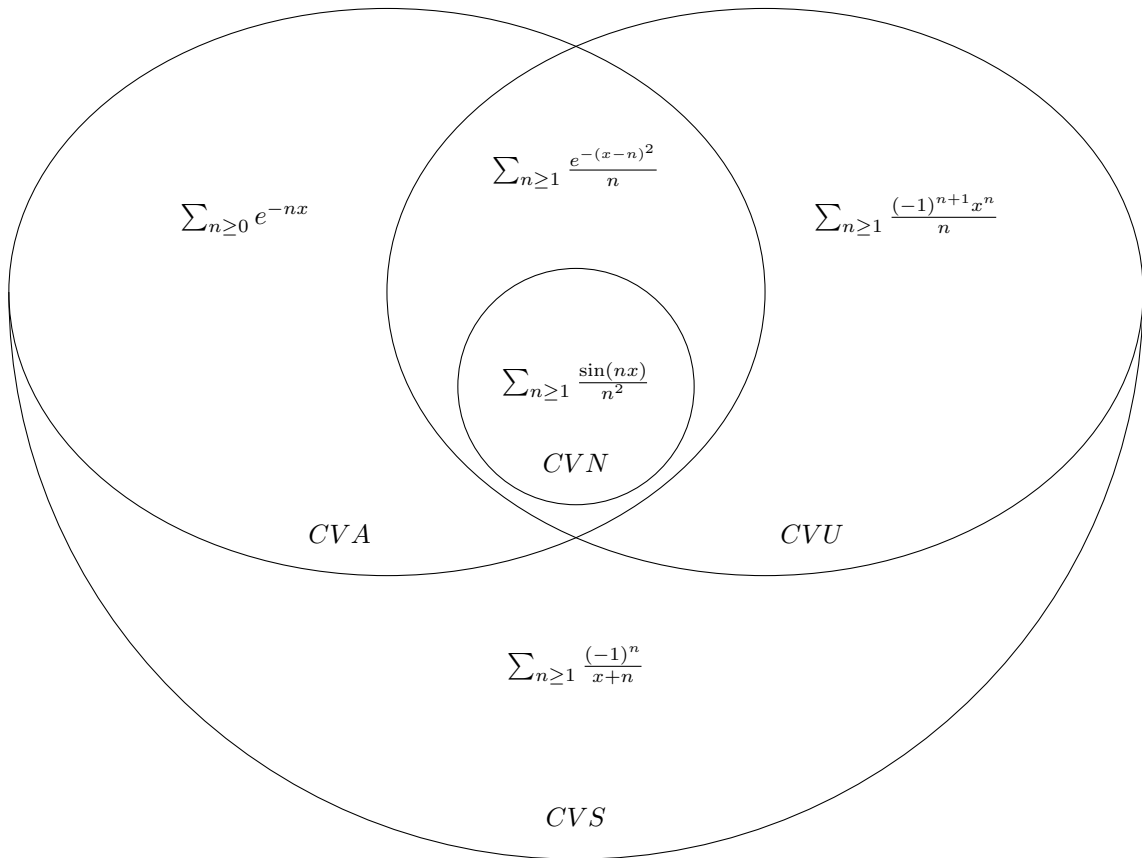 $\sum_{n \geq 1} \frac{e^{-(x-n)^2}}{n}$
$\sum_{n \geq 0} e^{-nx}$
$\sum_{n \geq 1} \frac{(-1)^{n+1} x^n}{n}$
$\sum_{n \geq 1} \frac{\sin(nx)}{n^2}$
CVN
CVA
CVU
$\sum_{n \geq 1} \frac{(-1)^n}{x+n}$
CVS